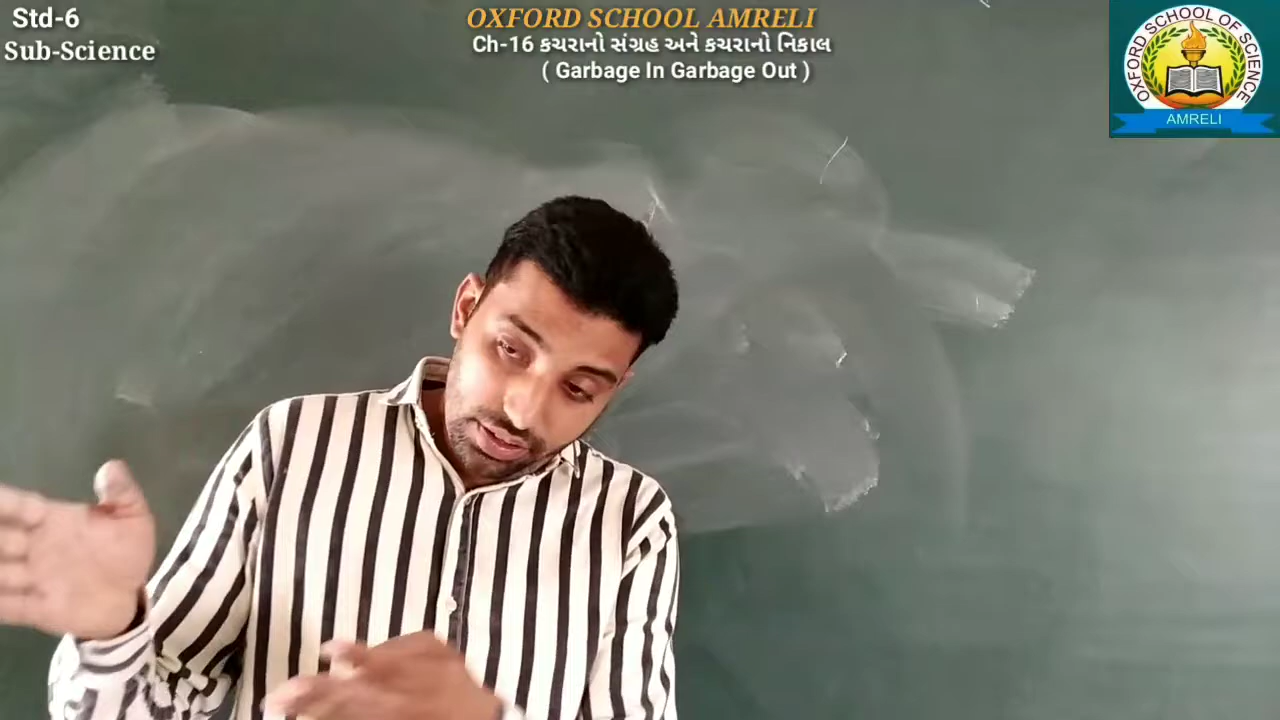 Std-6
Sub-Science
OXFORD SCHOOL AMRELI
Ch-16 કચરાનો સંગ્રહ અને કચરાનો નિકાલ
( Garbage In Garbage Out )
OXFORD SCHOOL OF SCIENCE
AMRELI